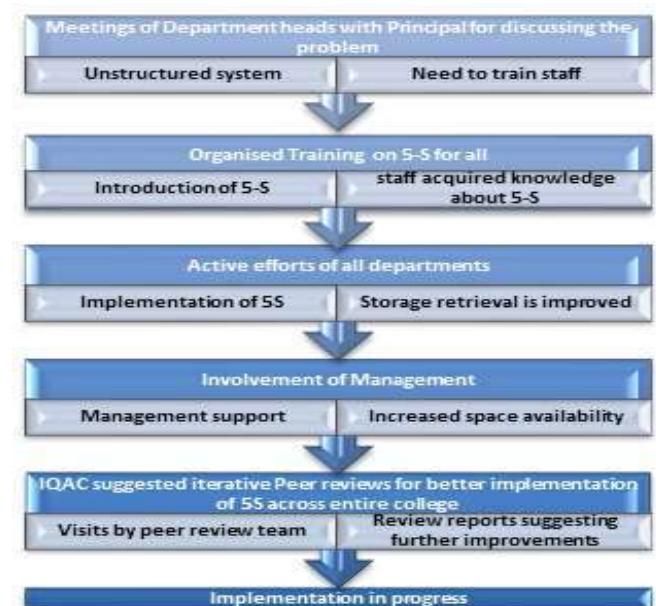 Meetings of Department heads with Principal for discussing the
problem
Unstructured system
Need to train staff
Organised Training on 5-S for all
Introduction of 5-S
staff acquired knowledge
about 5-S
Active efforts of all departments
Implementation of 5S
Storage retrieval is improved
Involvement of Management
Management support
Increased space availability
IQAC suggested iterative Peer reviews for better implementation
of 5S across entire college
Visits by peer review team
Review reports suggesting
further improvements
Implementation in progress